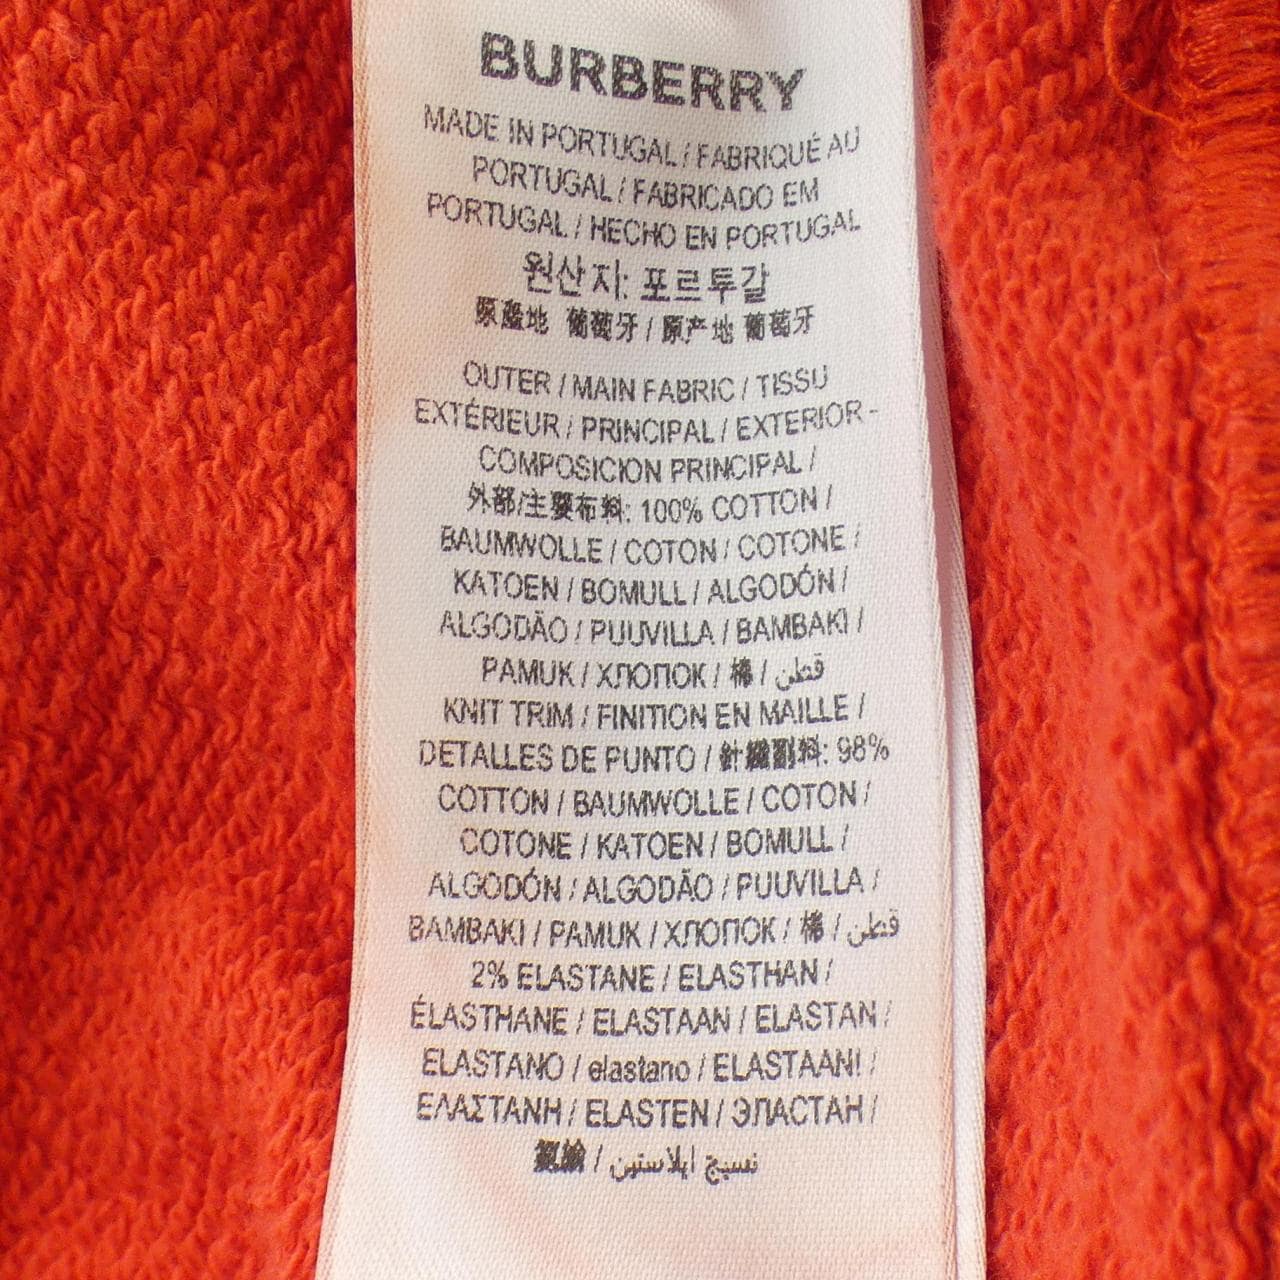 BURBERRY
MADE IN PORTUGAL / FABRIQUÉ AU
PORTUGAL / FABRICADO EM
PORTUGAL / HECHO EN PORTUGAL
원산지: 포르투갈
原產地 葡萄牙 / 原产地 葡萄牙
OUTER / MAIN FABRIC / TISSU
EXTÉRIEUR / PRINCIPAL / EXTERIOR -
COMPOSICION PRINCIPAL /
外部/主要布料: 100% COTTON /
BAUMWOLLE / COTON / COTONE /
KATOEN / BOMULL / ALGODÓN /
ALGODÃO / PUUVILLA / BAMBAKI /
PAMUK / ХЛОПОК / 棉 / قطن
KNIT TRIM / FINITION EN MAILLE /
DETALLES DE PUNTO / 針織割料: 98%
COTTON / BAUMWOLLE / COTON /
COTONE / KATOEN / BOMULL /
ALGODÓN / ALGODÃO / PUUVILLA /
BAMBAKI / PAMUK / ХЛОПОК / 棉 / قطن
2% ELASTANE / ELASTHAN /
ÉLASTHANE / ELASTAAN / ELASTAN /
ELASTANO / elastano / ELASTAANI /
ΕΛΑΣΤΑΝΗ / ELASTEN / ЭЛАСТАН /
/ نسيج ايلاستين